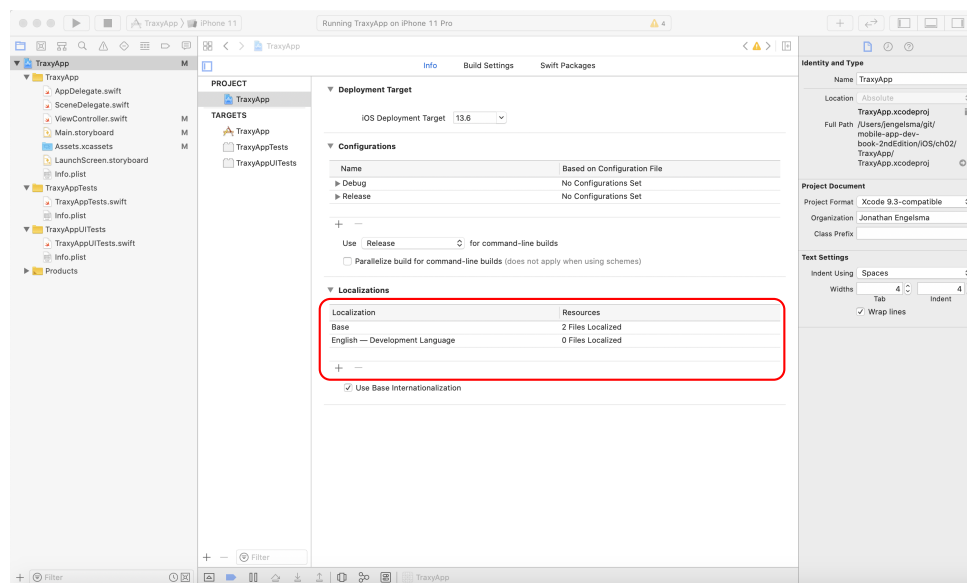 TraxyApp iPhone 11
Running TraxyApp on iPhone 11 Pro
4
TraxyApp
TraxyApp M
TraxyApp
AppDelegate.swift
SceneDelegate.swift
ViewController.swift M
Main.storyboard M
Assets.xcassets M
LaunchScreen.storyboard
Info.plist
TraxyAppTests
TraxyAppTests.swift
Info.plist
TraxyAppUITests
TraxyAppUITests.swift
Info.plist
Products
Filter
PROJECT
TraxyApp
TARGETS
TraxyApp
TraxyAppTests
TraxyAppUITests
Filter
Info Build Settings Swift Packages
Deployment Target
iOS Deployment Target 13.6
Configurations
Name Based on Configuration File
Debug No Configurations Set
Release No Configurations Set
Use Release for command-line builds
Parallelize build for command-line builds (does not apply when using schemes)
Localizations
Localization Resources
Base 2 Files Localized
English — Development Language 0 Files Localized
Use Base Internationalization
TraxyApp
Identity and Type
Name TraxyApp
Location Absolute
TraxyApp.xcodeproj
Full Path /Users/jengelsma/git/
mobile-app-dev-
book-2ndEdition/iOS/ch02/
TraxyApp/
TraxyApp.xcodeproj
Project Document
Project Format Xcode 9.3-compatible
Organization Jonathan Engelsma
Class Prefix
Text Settings
Indent Using Spaces
Widths 4 4
Tab Indent
Wrap lines